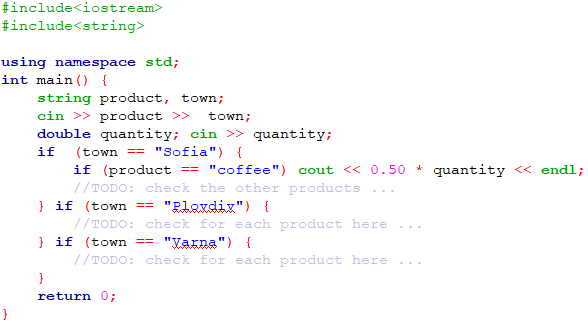 #include<iostream>
#include<string>
using namespace std;
int main() {
string product, town;
cin >> product >>  town;
double quantity; cin >> quantity;
if  (town == "Sofia") {
if (product == "coffee") cout << 0.50 * quantity << endl;
//TODO: check the other products ...
} if (town == "Plovdiv") {
//TODO: check for each product here ...
} if (town == "Varna") {
//TODO: check for each product here ...
}
return 0;
}